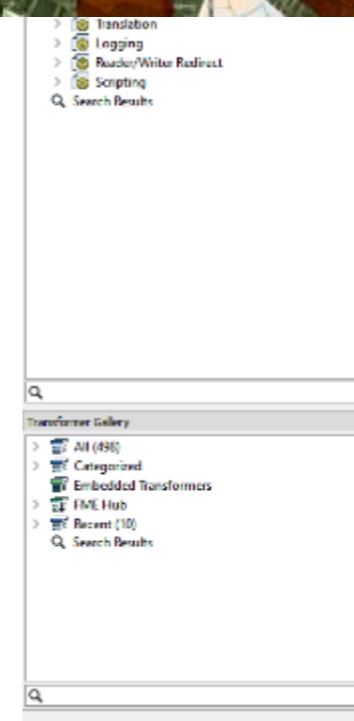 Translation
Logging
Reader/Writer Redirect
Scripting
Search Results
Transformer Gallery
All (498)
Categorized
Embedded Transformers
FME Hub
Recent (10)
Search Results